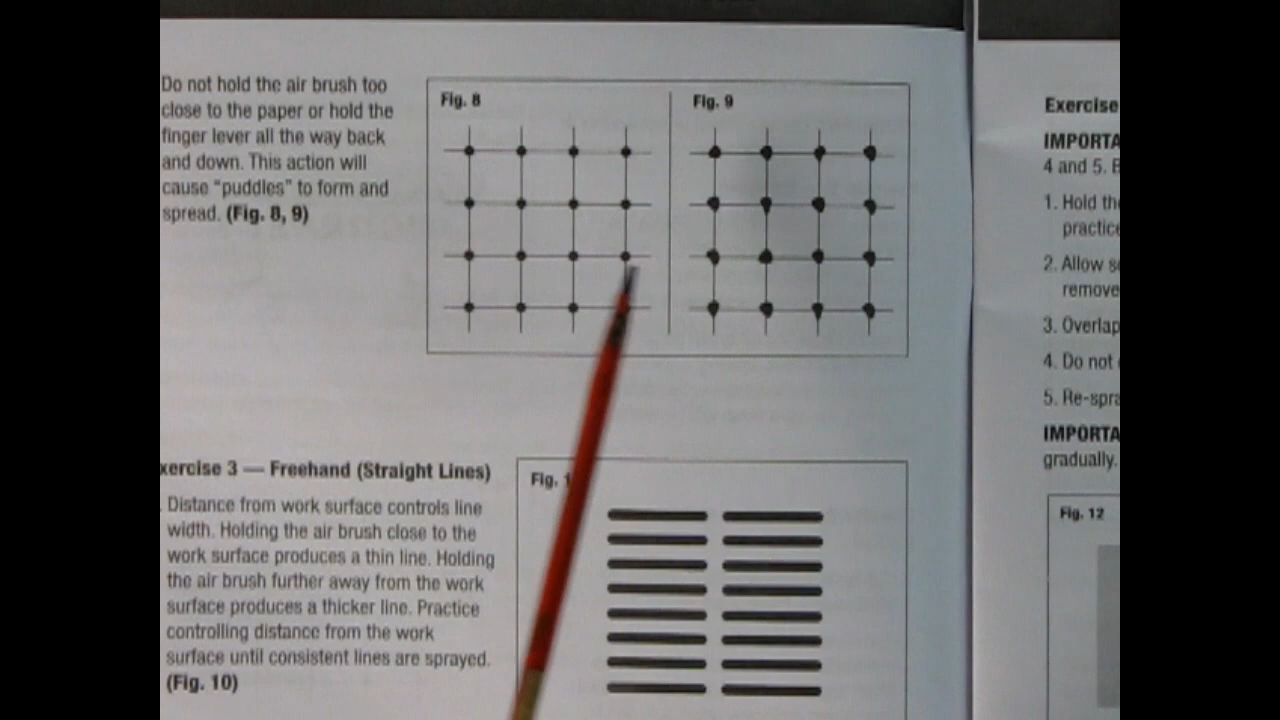 Do not hold the air brush too
close to the paper or hold the
finger lever all the way back
and down. This action will
cause “puddles” to form and
spread. (Fig. 8, 9)
Fig. 8
Fig. 9
xercise 3 — Freehand (Straight Lines)
Distance from work surface controls line
width. Holding the air brush close to the
work surface produces a thin line. Holding
the air brush further away from the work
surface produces a thicker line. Practice
controlling distance from the work
surface until consistent lines are sprayed.
(Fig. 10)
Fig. 1
Exercise
IMPORTA
4 and 5.
1. Hold
practice
2. Allow
remove
3. Overlap
4. Do not
5. Re-spra
IMPORTA
gradually.
Fig. 12